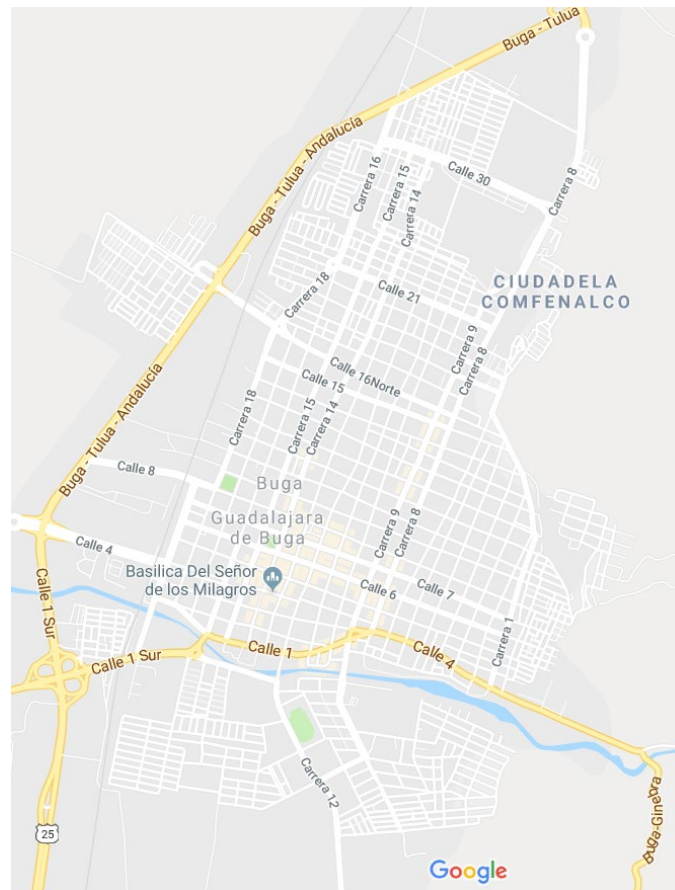 Buga - Tulua
Buga - Tulua - Andalucía
Calle 30
Carrera 16
Carrera 15
Carrera 14
Carrera 8
CIUDADELA
COMFENALCO
Carrera 18
Calle 21
Carrera 9
Carrera 8
Calle 16Norte
Calle 15
Buga - Tulua - Andalucía
Carrera 18
Carrera 15
Carrera 14
Calle 8
Buga
Guadalajara
de Buga
Carrera 9
Carrera 8
Calle 4
Basilica Del Señor
de los Milagros
Calle 6
Calle 7
Calle 1 Sur
Carrera 1
Calle 1
Calle 4
Calle 1 Sur
Carrera 12
25
Buga-Ginebra
Google